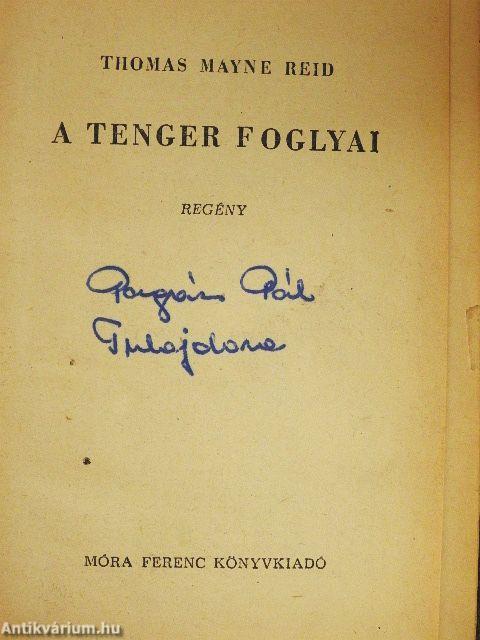 THOMAS MAYNE REID
A TENGER FOGLYAI
REGÉNY
Pál
Tulajdona
MÓRA FERENC KÖNYVKIADÓ
Antikvárium.hu